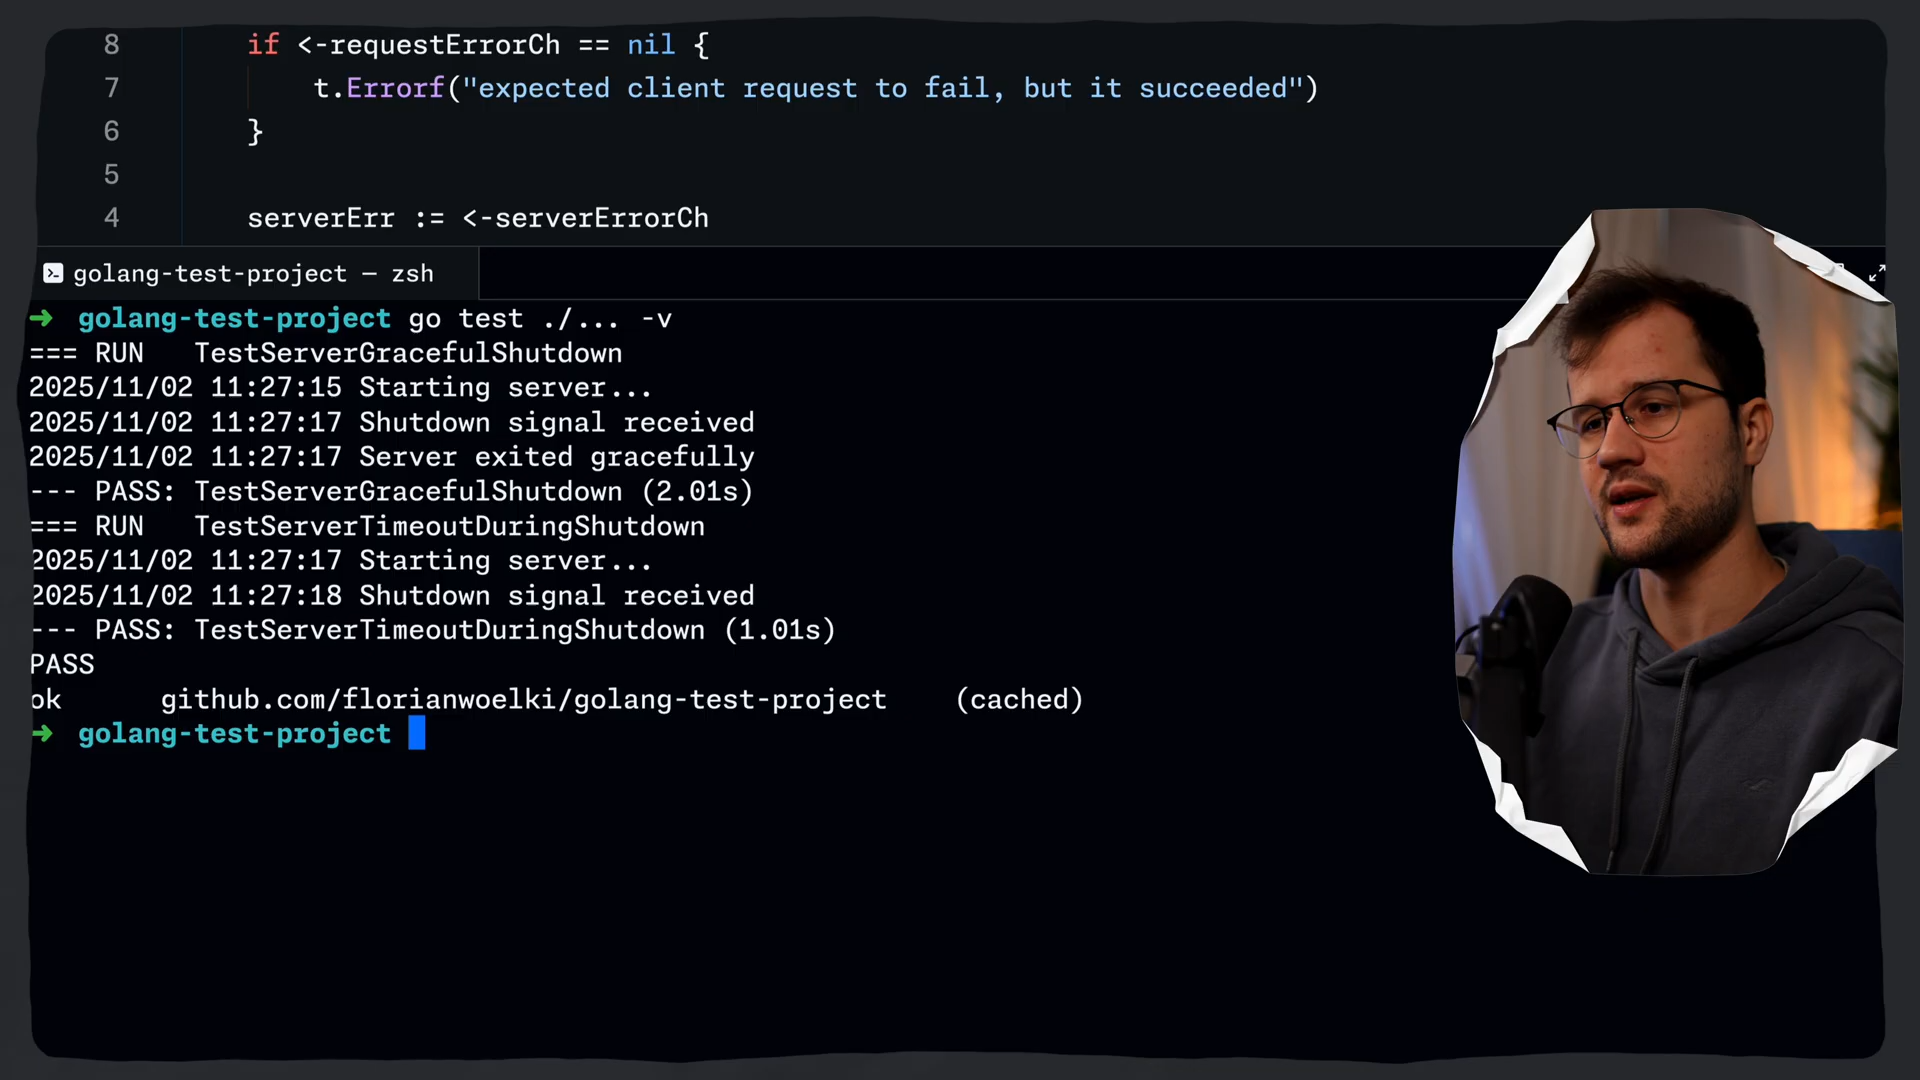 8 if <-requestErrorCh == nil {
7 t.Errorf("expected client request to fail, but it succeeded")
6 }
5
4 serverErr := <-serverErrorCh
golang-test-project — zsh
➜ golang-test-project go test ./... -v
=== RUN TestServerGracefulShutdown
2025/11/02 11:27:15 Starting server...
2025/11/02 11:27:17 Shutdown signal received
2025/11/02 11:27:17 Server exited gracefully
--- PASS: TestServerGracefulShutdown (2.01s)
=== RUN TestServerTimeoutDuringShutdown
2025/11/02 11:27:17 Starting server...
2025/11/02 11:27:18 Shutdown signal received
--- PASS: TestServerTimeoutDuringShutdown (1.01s)
PASS
ok github.com/florianwoelki/golang-test-project (cached)
➜ golang-test-project